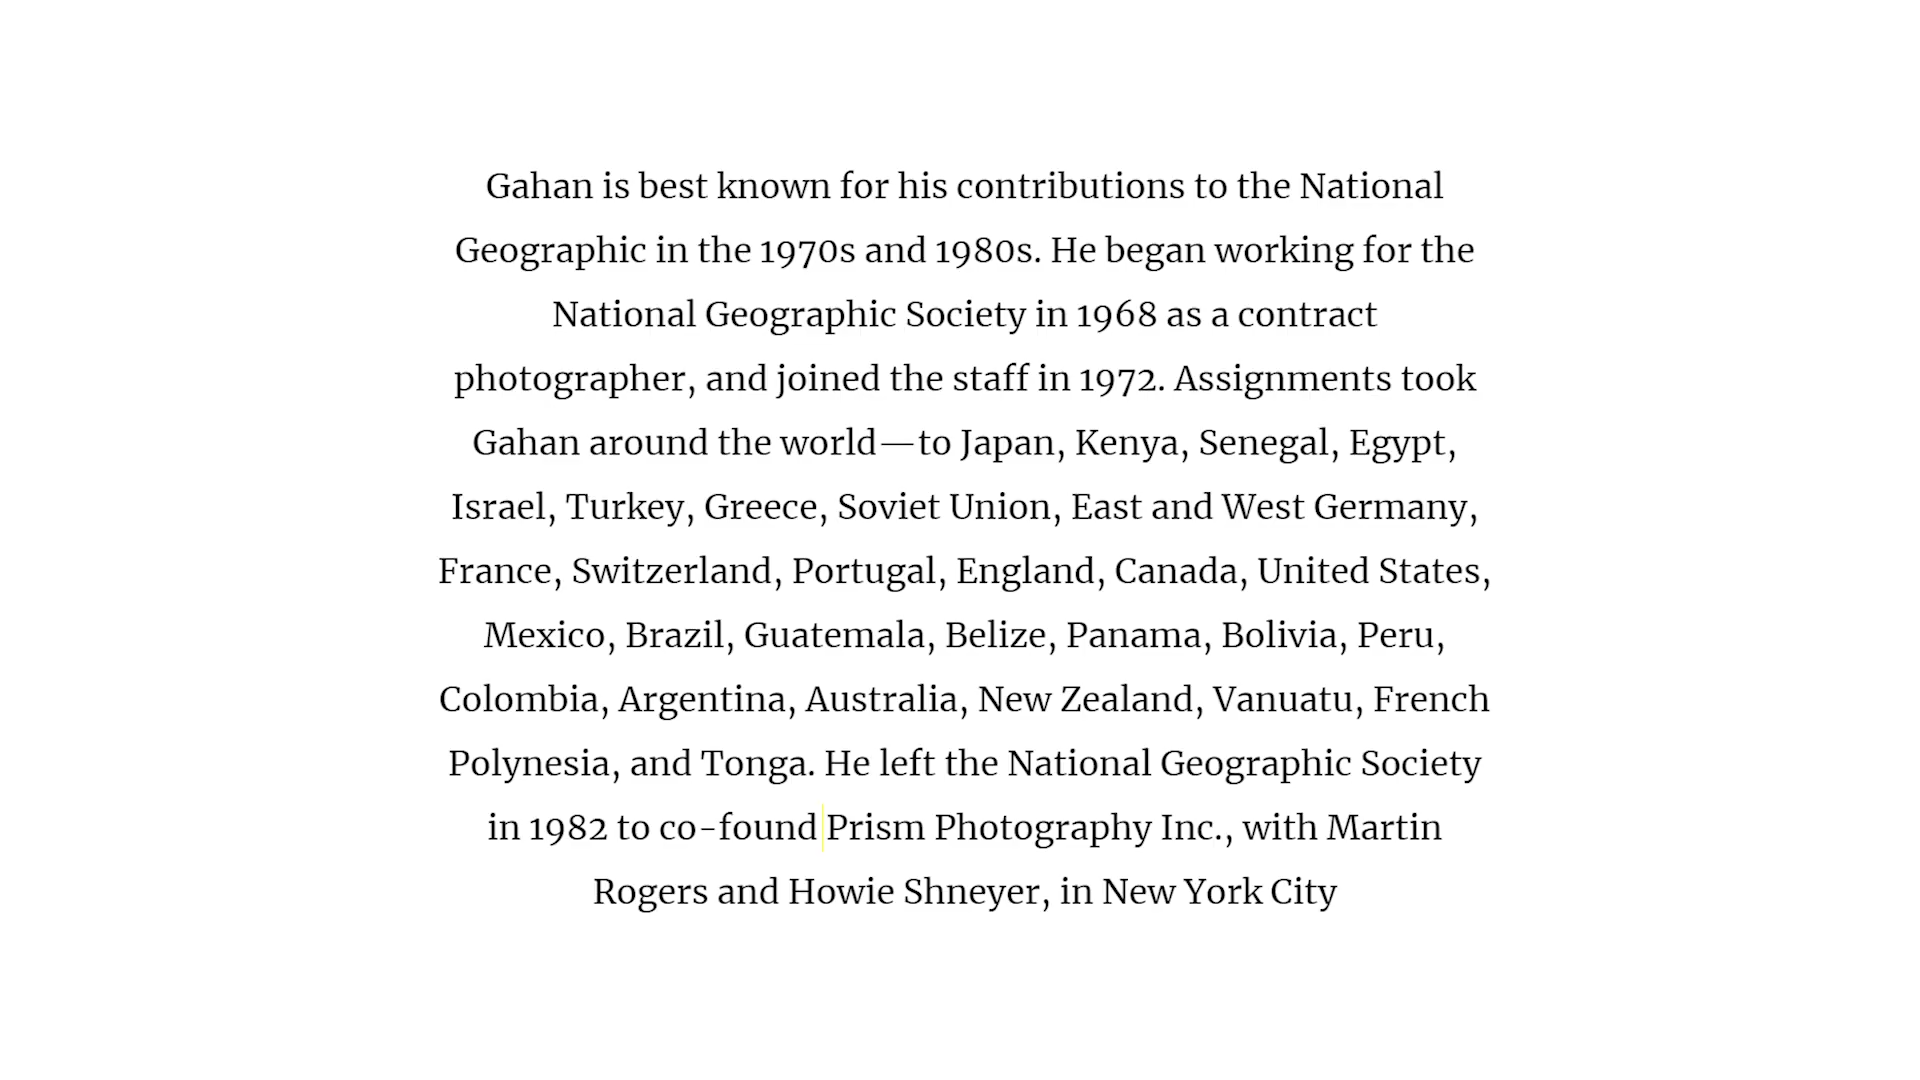 Gahan is best known for his contributions to the National
Geographic in the 1970s and 1980s. He began working for the
National Geographic Society in 1968 as a contract
photographer, and joined the staff in 1972. Assignments took
Gahan around the world—to Japan, Kenya, Senegal, Egypt,
Israel, Turkey, Greece, Soviet Union, East and West Germany,
France, Switzerland, Portugal, England, Canada, United States,
Mexico, Brazil, Guatemala, Belize, Panama, Bolivia, Peru,
Colombia, Argentina, Australia, New Zealand, Vanuatu, French
Polynesia, and Tonga. He left the National Geographic Society
in 1982 to co-found Prism Photography Inc., with Martin
Rogers and Howie Shneyer, in New York City